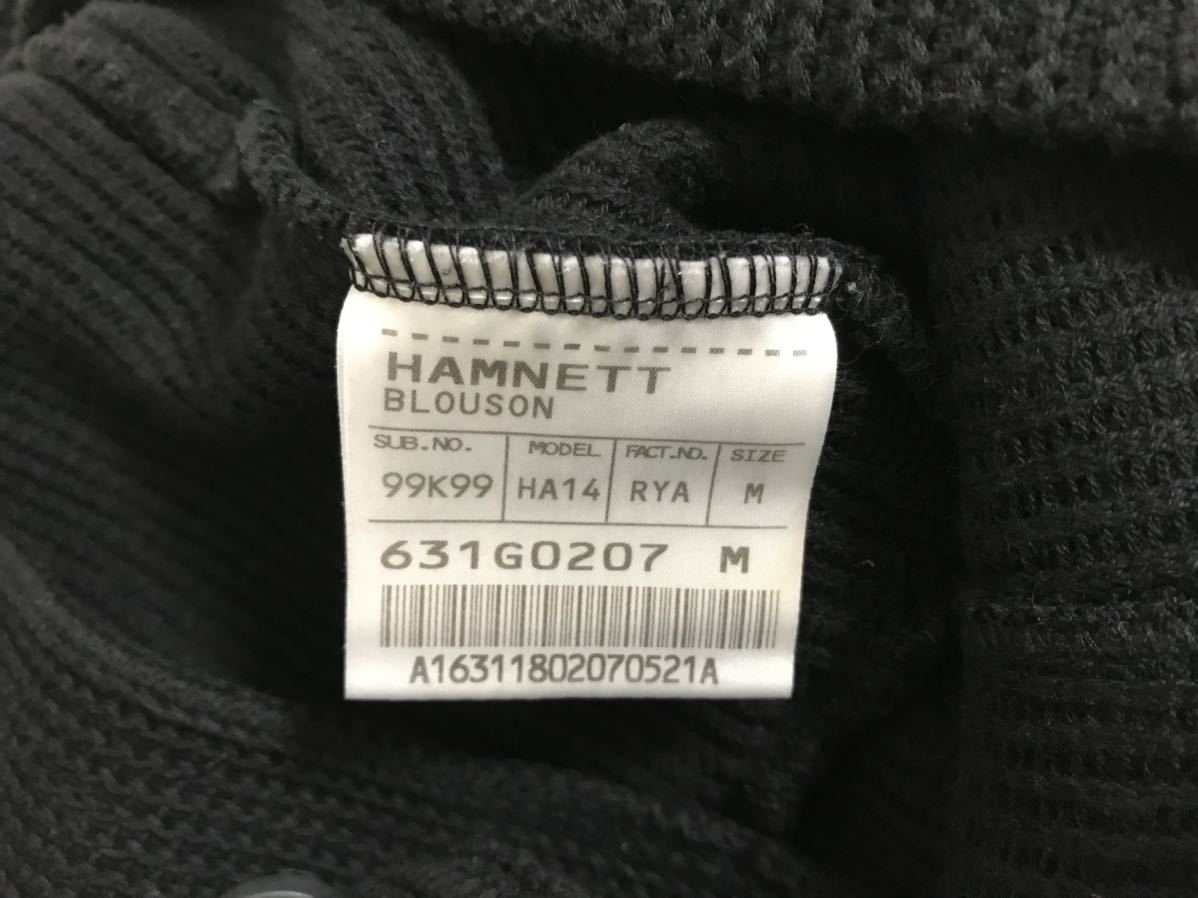 HAMNETT
BLOUSON
SUB.NO. MODEL FACT.NO. SIZE
99K99 HA14 RYA M
631G0207 M
A16311802070521A